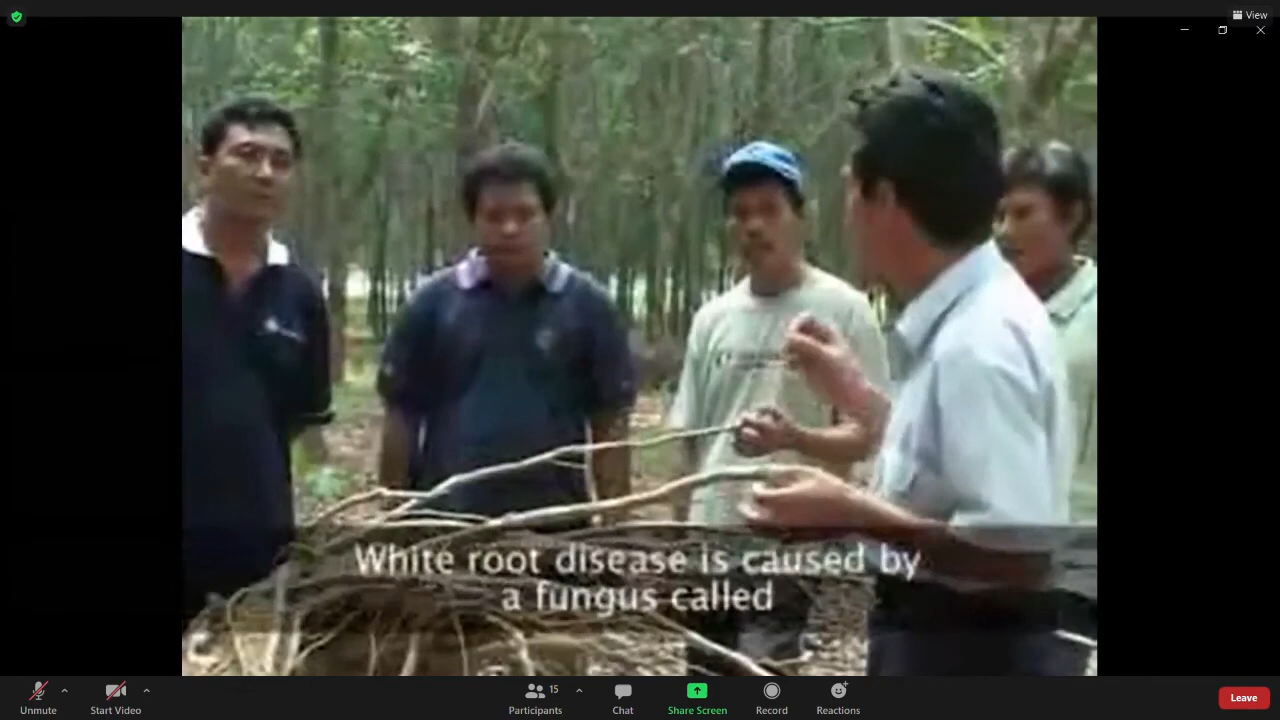 View
White root disease is caused by
a fungus called
Unmute
Start Video
15
Participants
Chat
Share Screen
Record
Reactions
Leave